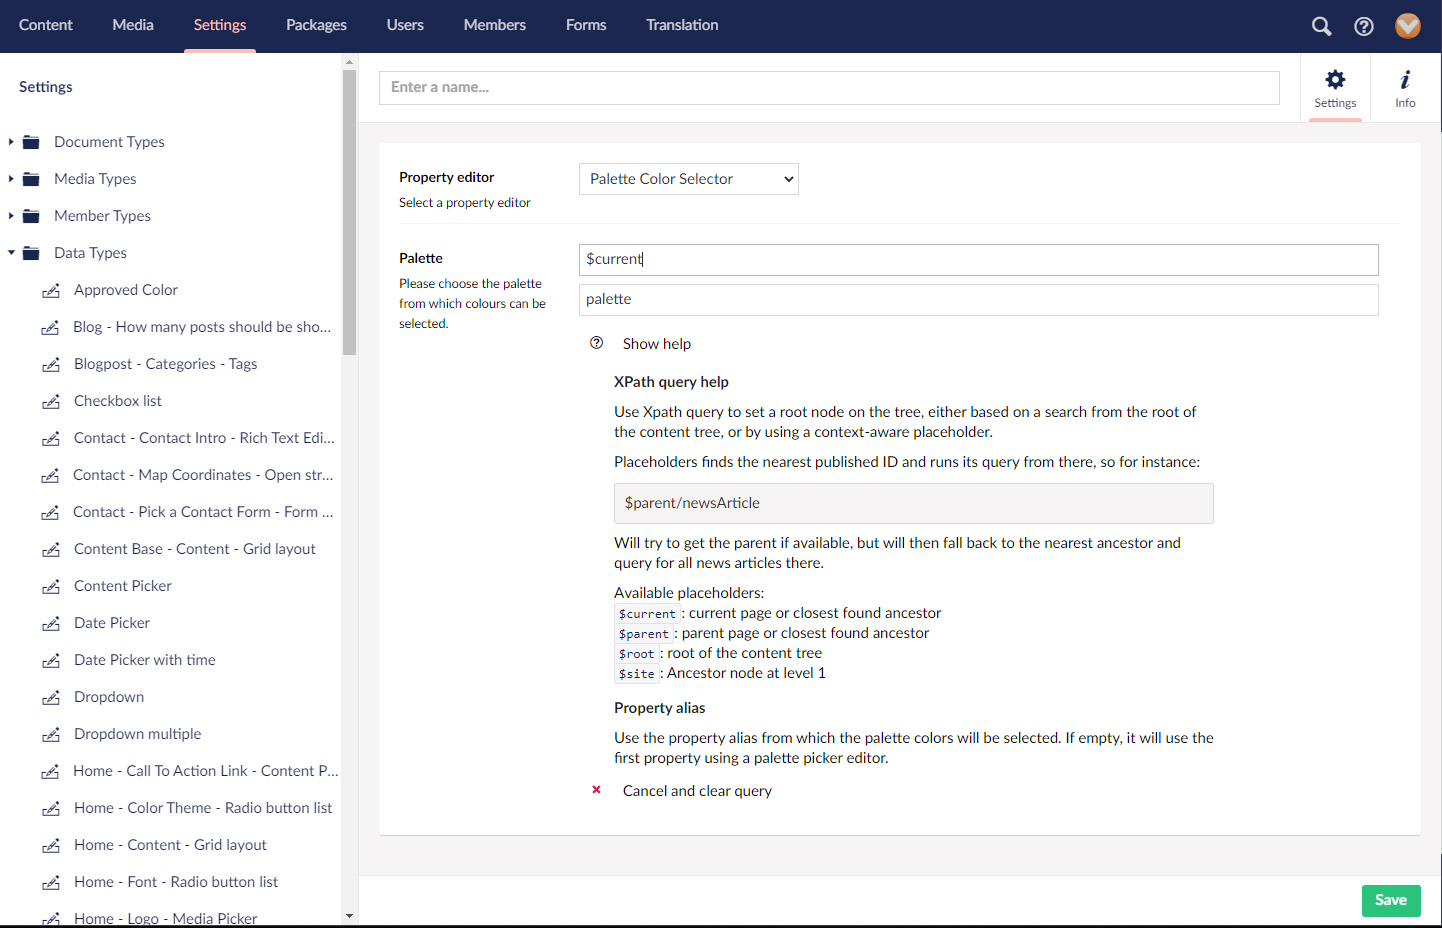 Content Media Settings Packages Users Members Forms Translation
Settings
Document Types
Media Types
Member Types
Data Types
Approved Color
Blog - How many posts should be sho...
Blogpost - Categories - Tags
Checkbox list
Contact - Contact Intro - Rich Text Edi...
Contact - Map Coordinates - Open str...
Contact - Pick a Contact Form - Form ...
Content Base - Content - Grid layout
Content Picker
Date Picker
Date Picker with time
Dropdown
Dropdown multiple
Home - Call To Action Link - Content P...
Home - Color Theme - Radio button list
Home - Content - Grid layout
Home - Font - Radio button list
Home - Logo - Media Picker
Enter a name...
Settings
Info
Property editor
Select a property editor
Palette Color Selector
Palette
Please choose the palette
from which colours can be
selected.
$current
palette
Show help
XPath query help
Use Xpath query to set a root node on the tree, either based on a search from the root of
the content tree, or by using a context-aware placeholder.
Placeholders finds the nearest published ID and runs its query from there, so for instance:
$parent/newsArticle
Will try to get the parent if available, but will then fall back to the nearest ancestor and
query for all news articles there.
Available placeholders:
$current: current page or closest found ancestor
$parent: parent page or closest found ancestor
$root: root of the content tree
$site: Ancestor node at level 1
Property alias
Use the property alias from which the palette colors will be selected. If empty, it will use the
first property using a palette picker editor.
Cancel and clear query
Save